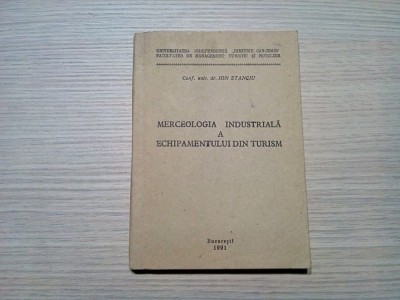 UNIVERSITATEA INDEPENDENTĂ „DIMITRIE CANTEMIR”
FACULTATEA DE MANAGEMENT TURISTIC ŞI HOTELIER
Conf. univ. dr. ION STANCIU
MERCEOLOGIA INDUSTRIALĂ
A
ECHIPAMENTULUI DIN TURISM
Bucureşti
1991